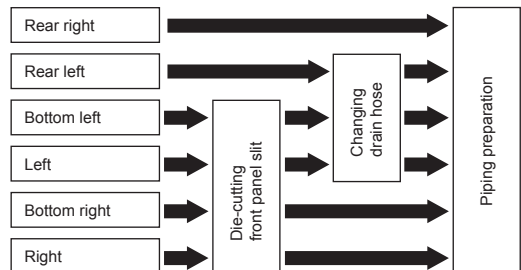 Rear right
Rear left
Bottom left
Left
Bottom right
Right
Die-cutting
front panel slit
Changing
drain hose
Piping preparation